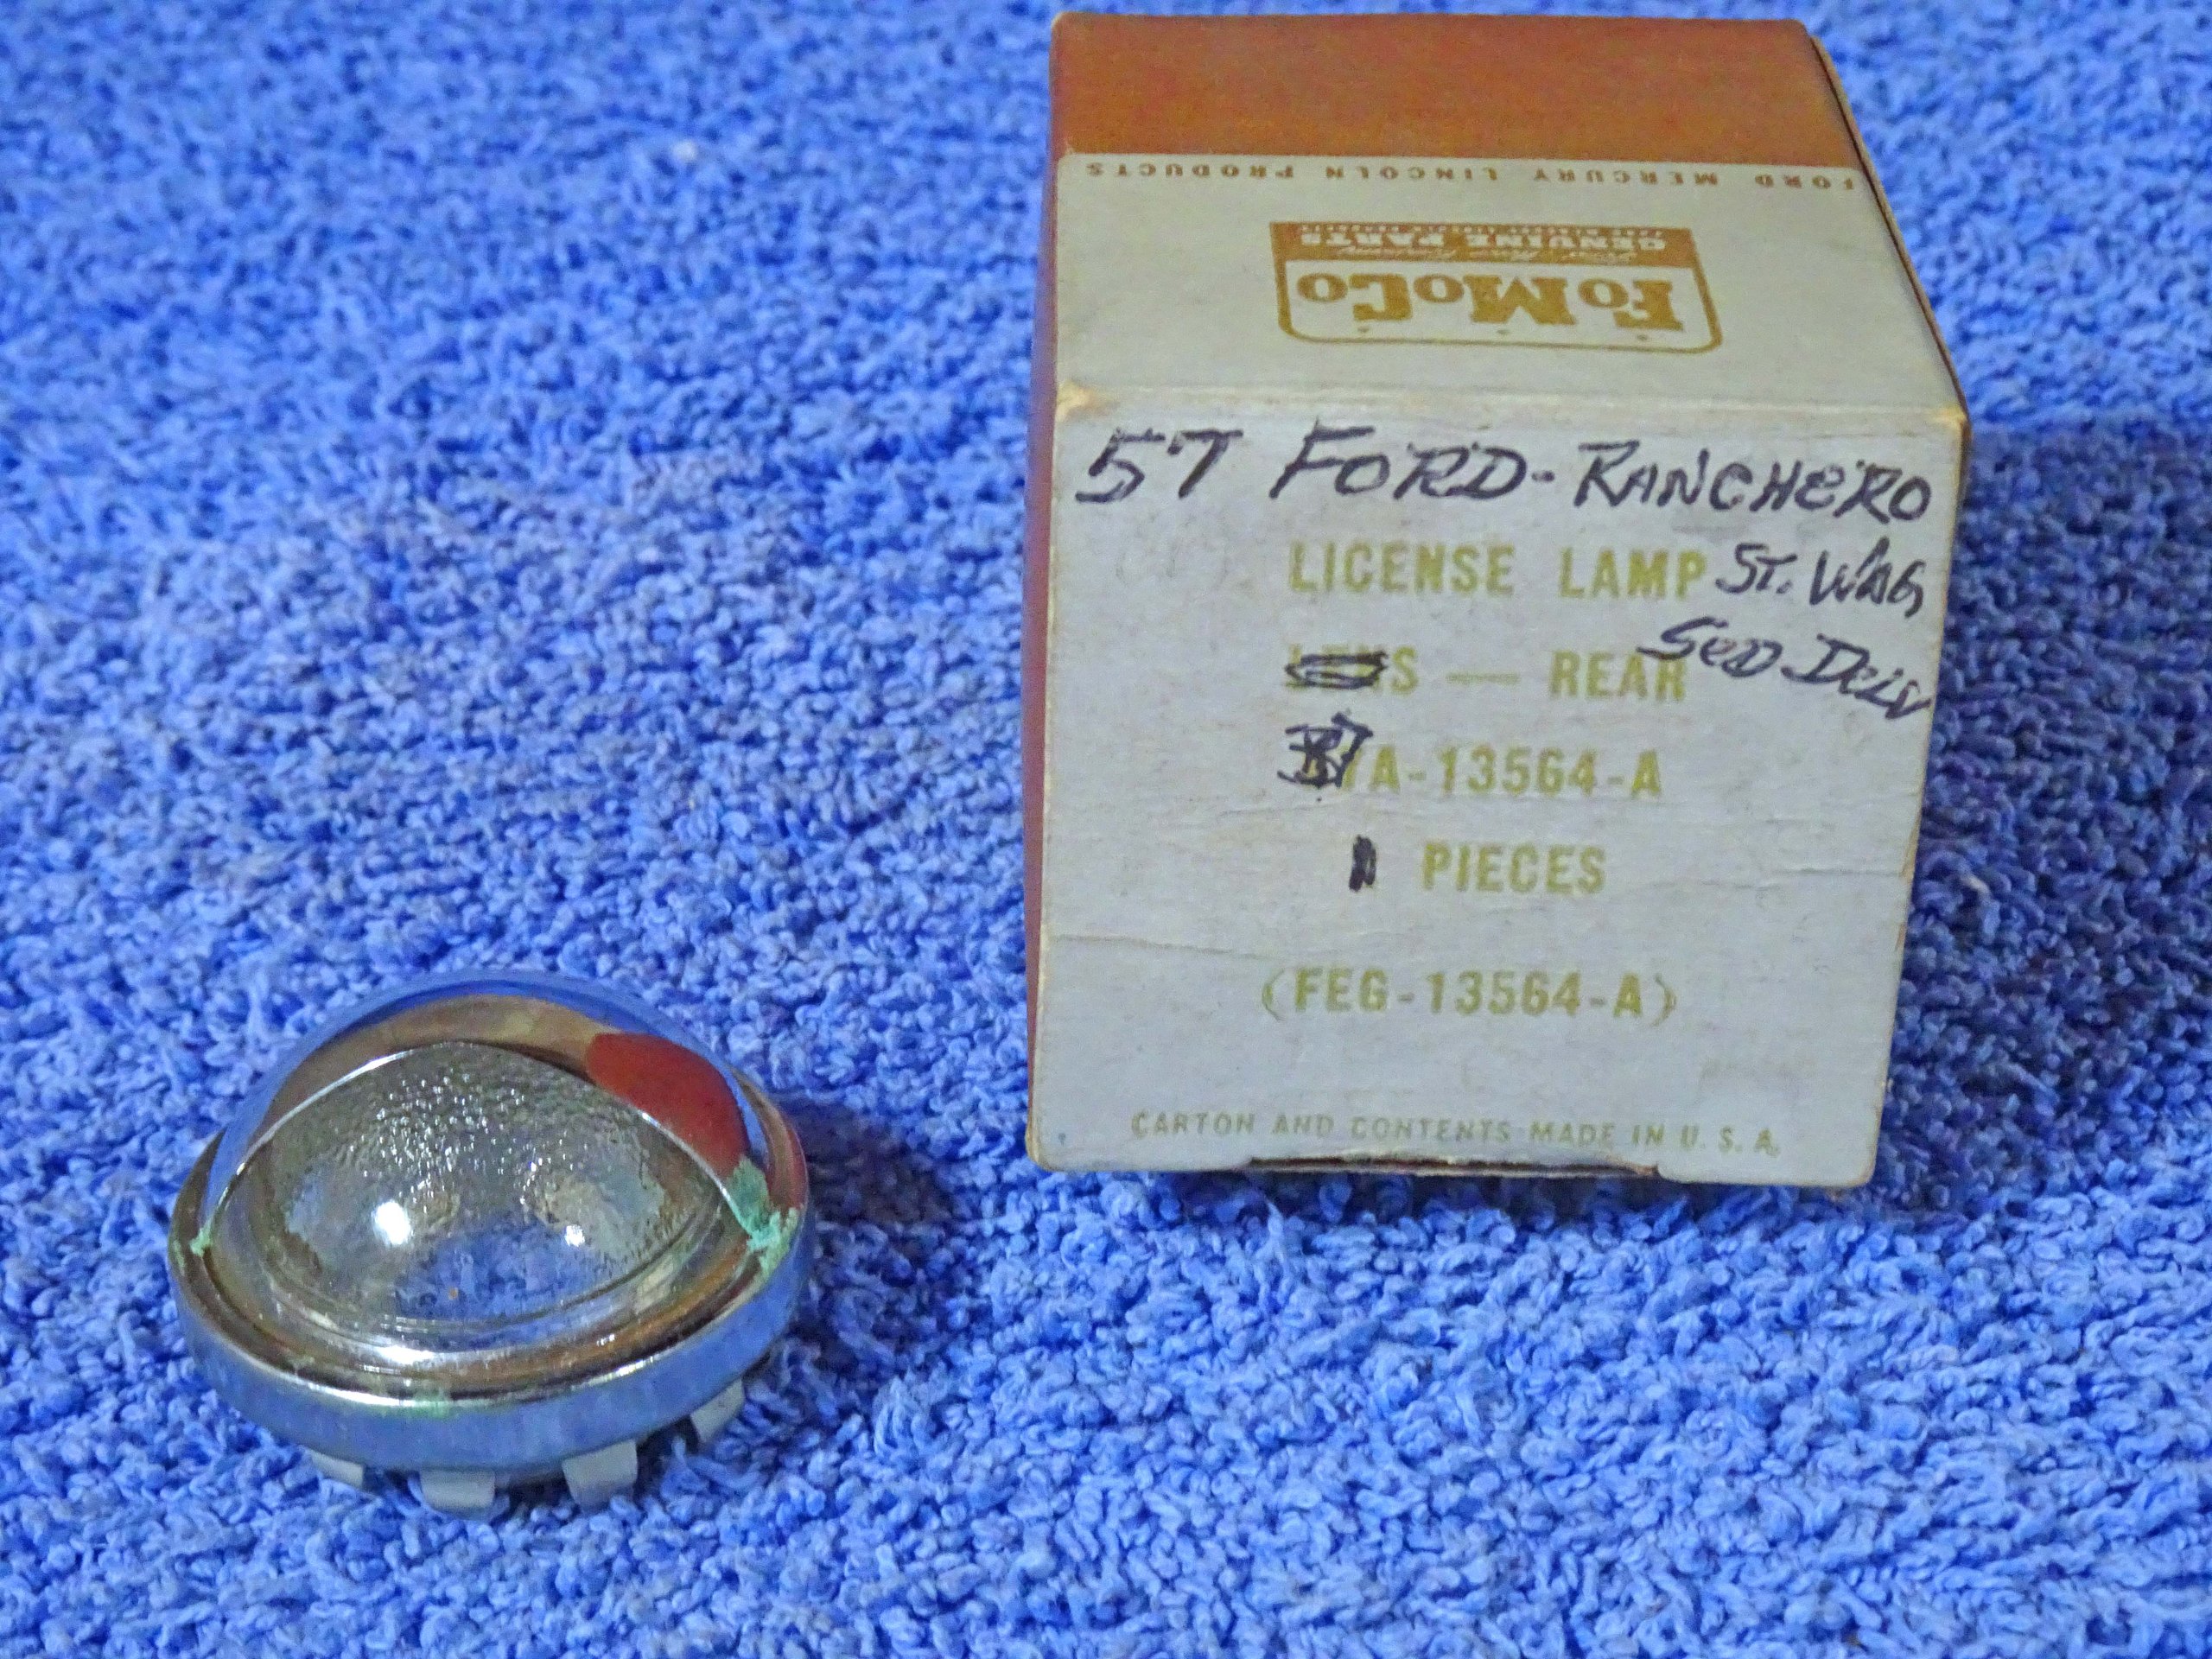 FORD MERCURY LINCOLN PRODUCTS
GENUINE PARTS
FoMoCo
57 FORD-RANCHERO
LICENSE LAMP ST. WAG
SED DELV
— REAR
A-13564-A
1 PIECES
(FEG-13564-A)
CARTON AND CONTENTS MADE IN U. S. A.